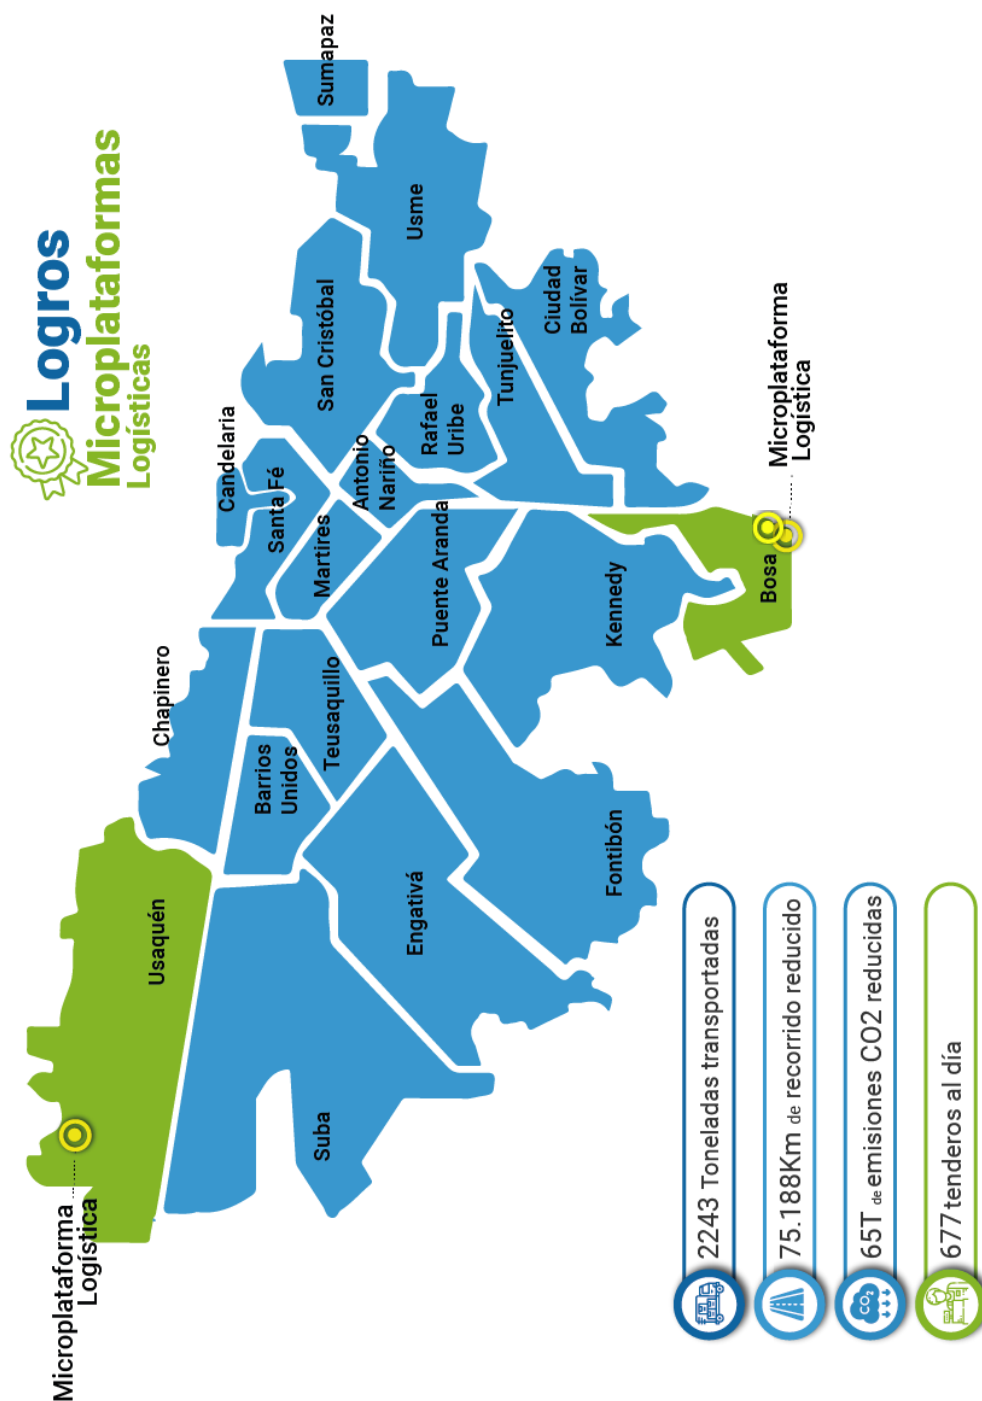 Logros
Microplataformas
Logísticas
Microplataforma
Logística
Usaquén
Suba
Chapinero
Barrios
Unidos
Teusaquillo
Engativá
Fontibón
Candelaria
Santa Fé
Martires
Antonio
Nariño
Puente Aranda
Kennedy
Bosa
Microplataforma
Logística
San Cristóbal
Rafael
Uribe
Tunjuelito
Ciudad
Bolívar
Usme
Sumapaz
2243 Toneladas transportadas
75.188Km de recorrido reducido
CO2
65T de emisiones CO2 reducidas
677tenderos al día